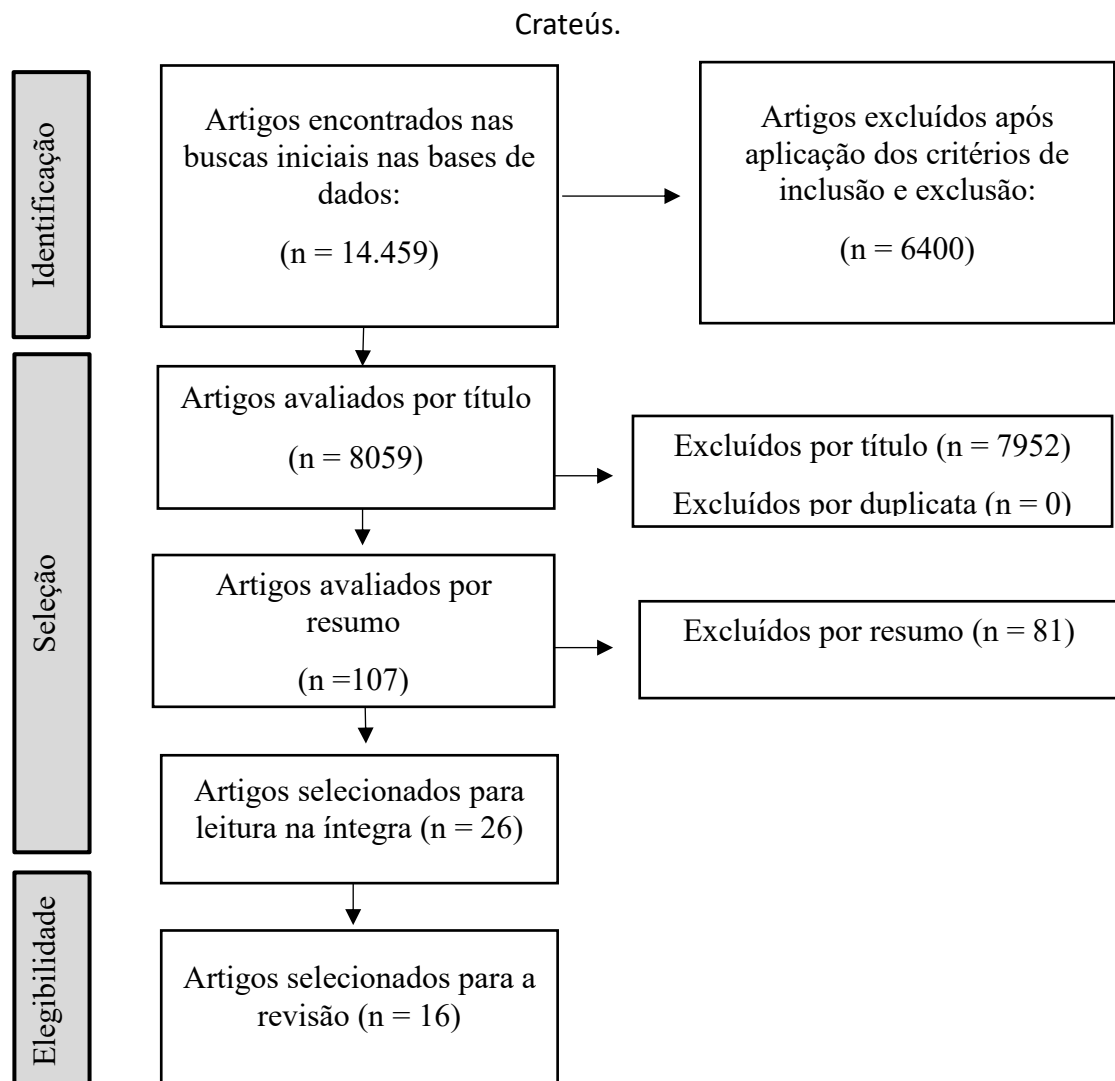 Crateús.
Identificação
Artigos encontrados nas
buscas iniciais nas bases de
dados:
(n = 14.459)
Artigos excluídos após
aplicação dos critérios de
inclusão e exclusão:
(n = 6400)
Seleção
Artigos avaliados por título
(n = 8059)
Excluídos por título (n = 7952)
Excluídos por duplicata (n = 0)
Artigos avaliados por
resumo
(n =107)
Excluídos por resumo (n = 81)
Artigos selecionados para
leitura na íntegra (n = 26)
Elegibilidade
Artigos selecionados para a
revisão (n = 16)